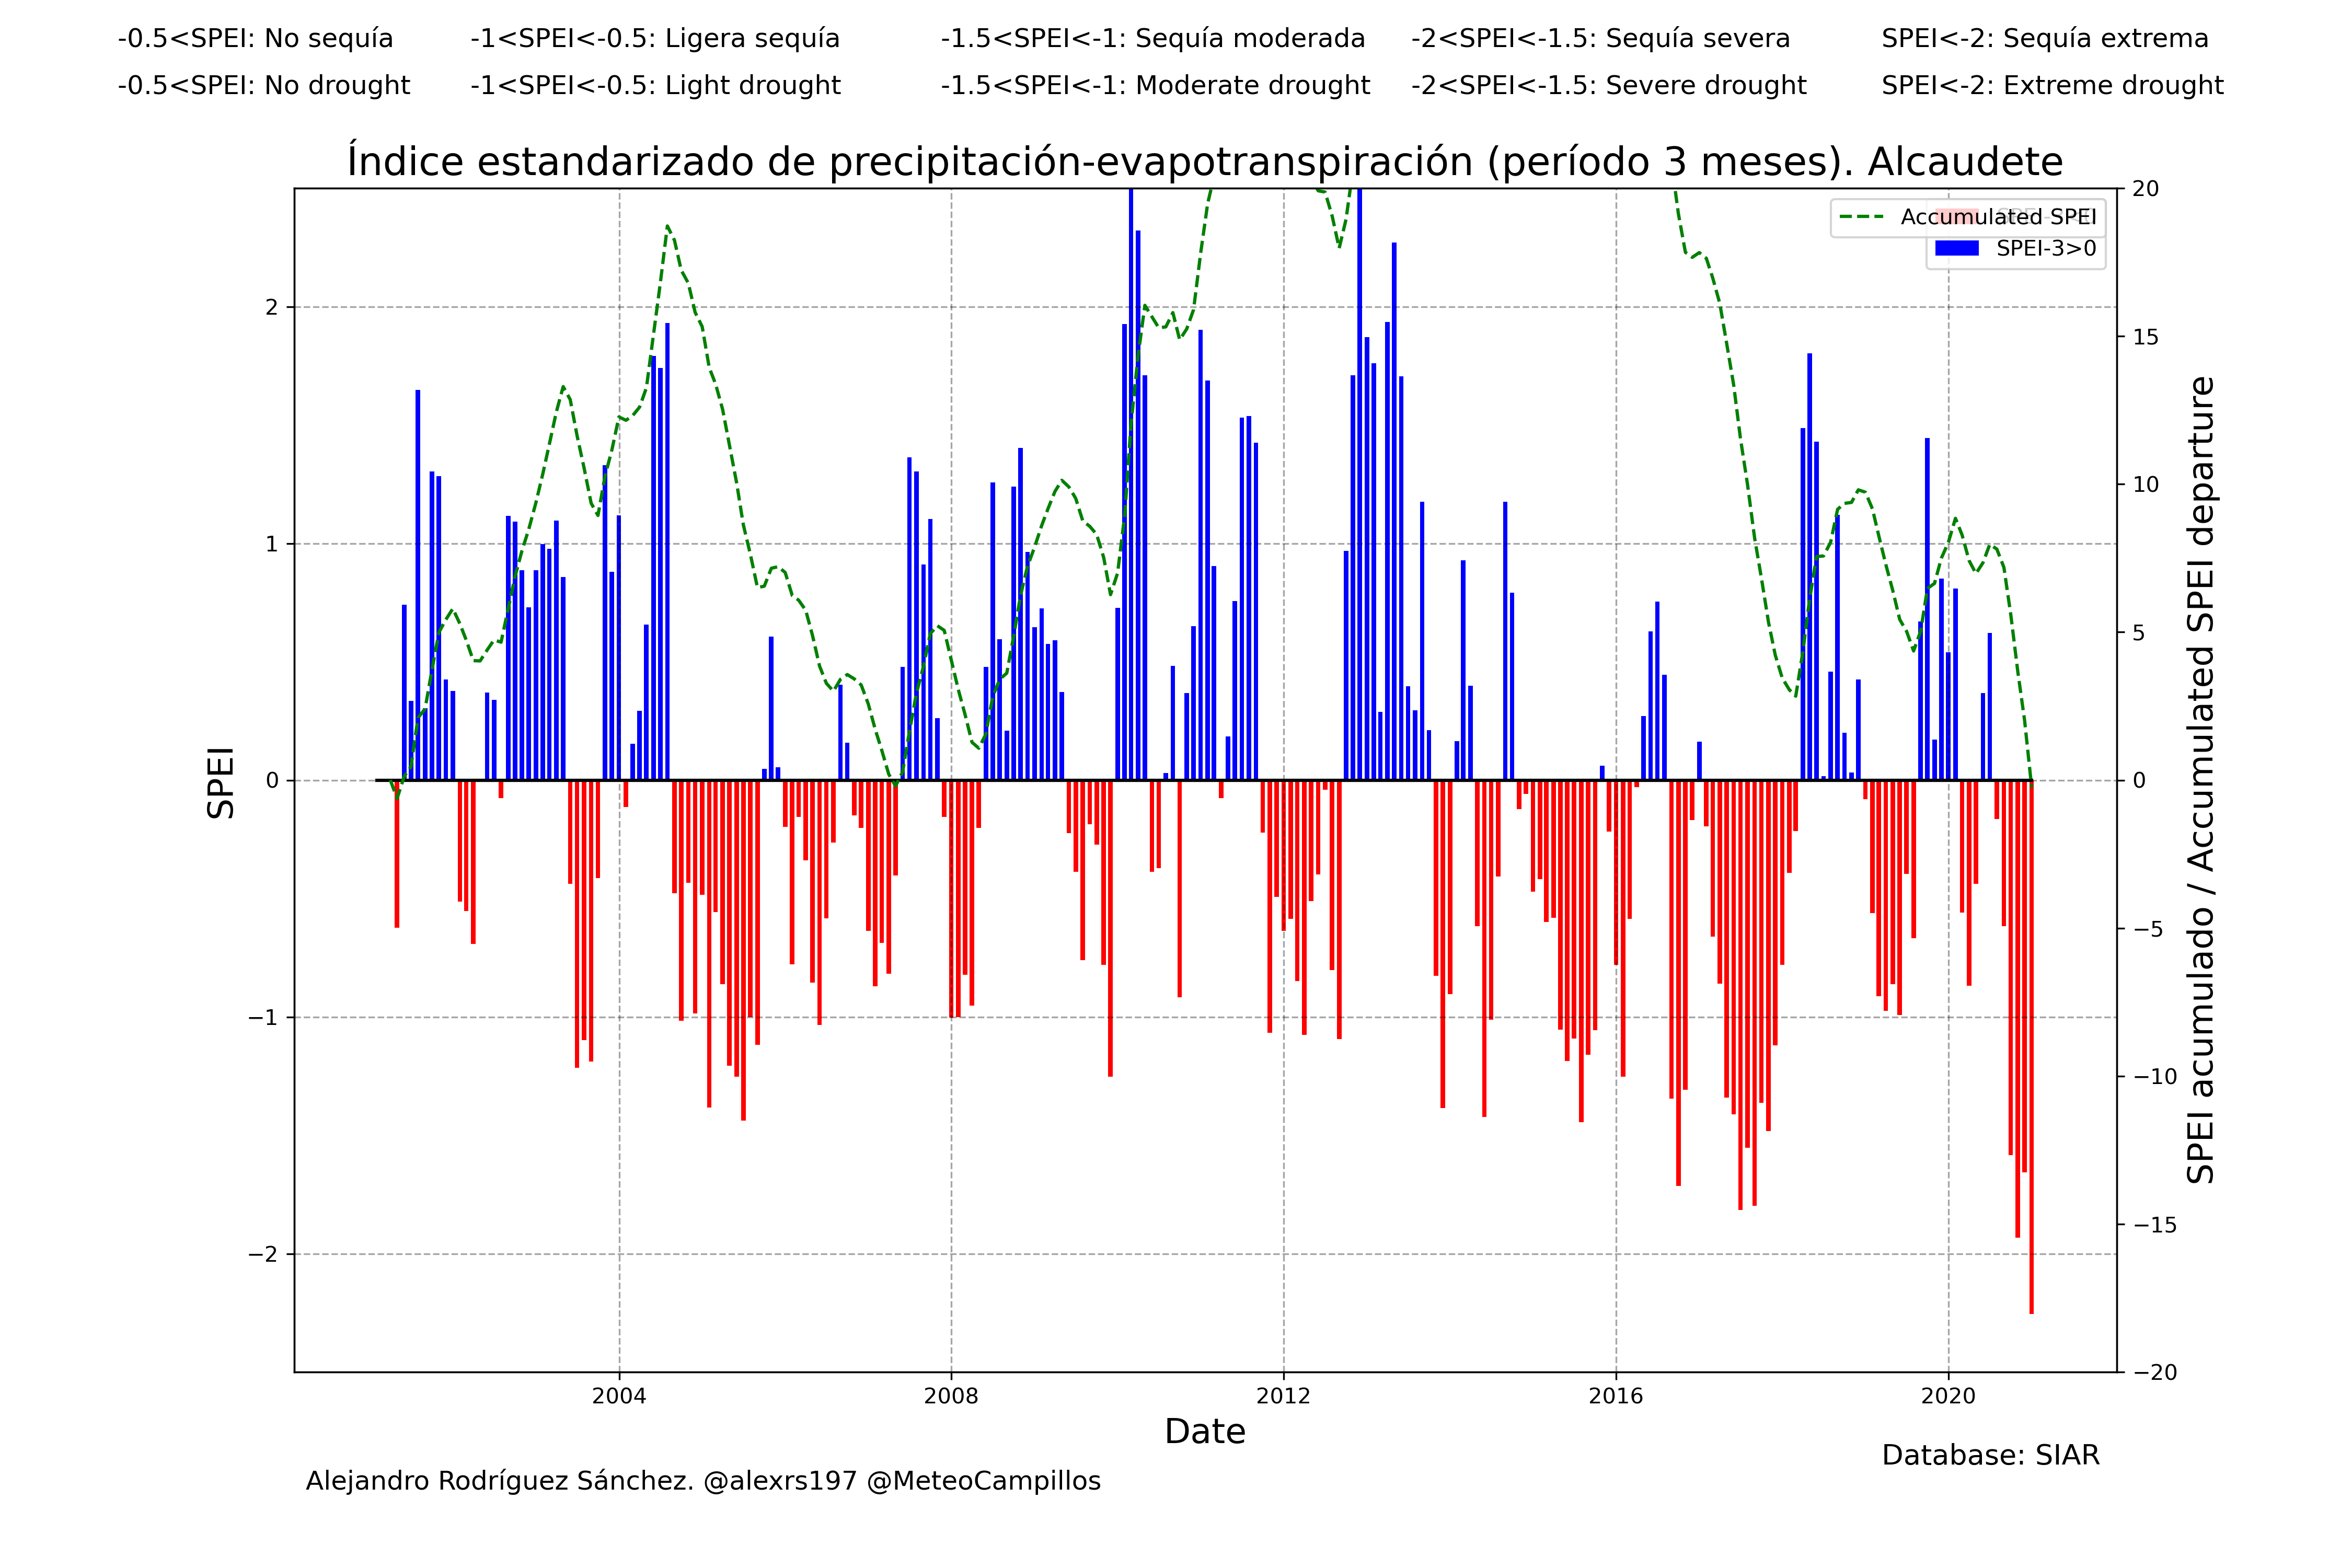 -0.5<SPEI: No sequía -1<SPEI<-0.5: Ligera sequía -1.5<SPEI<-1: Sequía moderada -2<SPEI<-1.5: Sequía severa SPEI<-2: Sequía extrema
-0.5<SPEI: No drought -1<SPEI<-0.5: Light drought -1.5<SPEI<-1: Moderate drought -2<SPEI<-1.5: Severe drought SPEI<-2: Extreme drought
Índice estandarizado de precipitación-evapotranspiración (período 3 meses). Alcaudete
Accumulated SPEI
SPEI-3>0
SPEI
2
1
0
−1
−2
20
15
10
5
0
−5
−10
−15
−20
SPEI acumulado / Accumulated SPEI departure
2004 2008 2012 2016 2020
Date
Database: SIAR
Alejandro Rodríguez Sánchez. @alexrs197 @MeteoCampillos